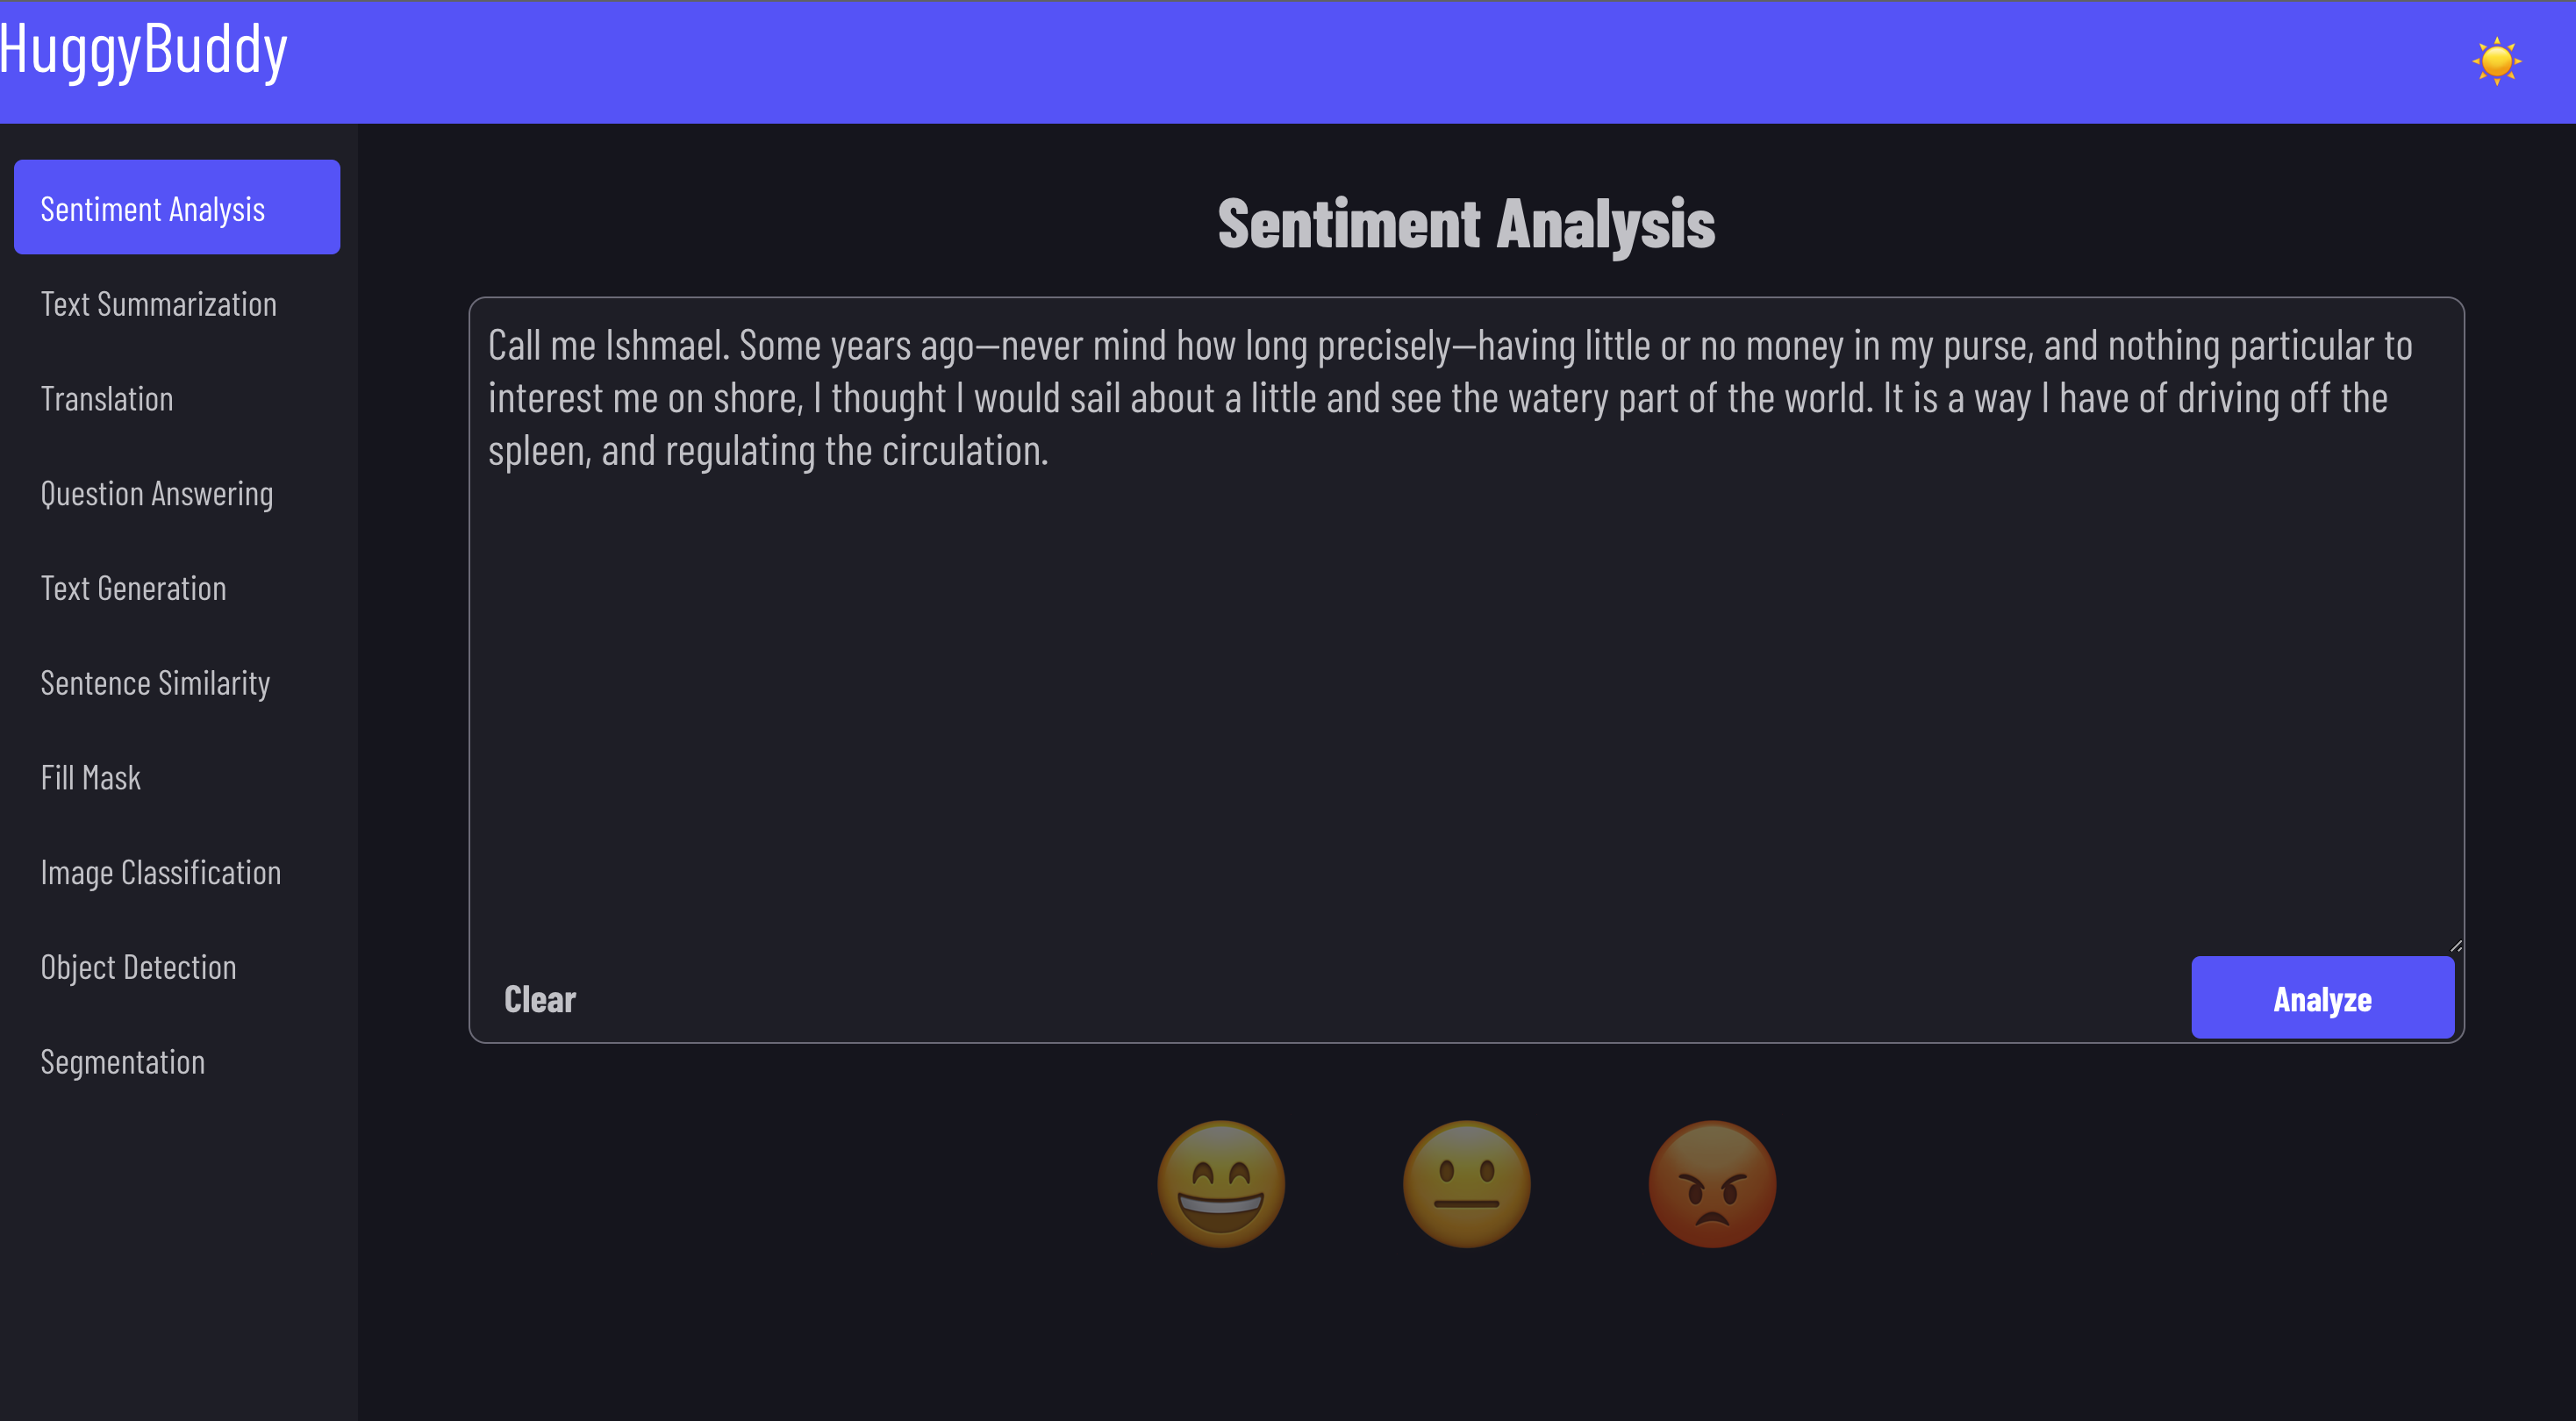 HuggyBuddy
Sentiment Analysis
Text Summarization
Translation
Question Answering
Text Generation
Sentence Similarity
Fill Mask
Image Classification
Object Detection
Segmentation
Sentiment Analysis
Call me Ishmael. Some years ago—never mind how long precisely—having little or no money in my purse, and nothing particular to
interest me on shore, I thought I would sail about a little and see the watery part of the world. It is a way I have of driving off the
spleen, and regulating the circulation.
Clear
Analyze